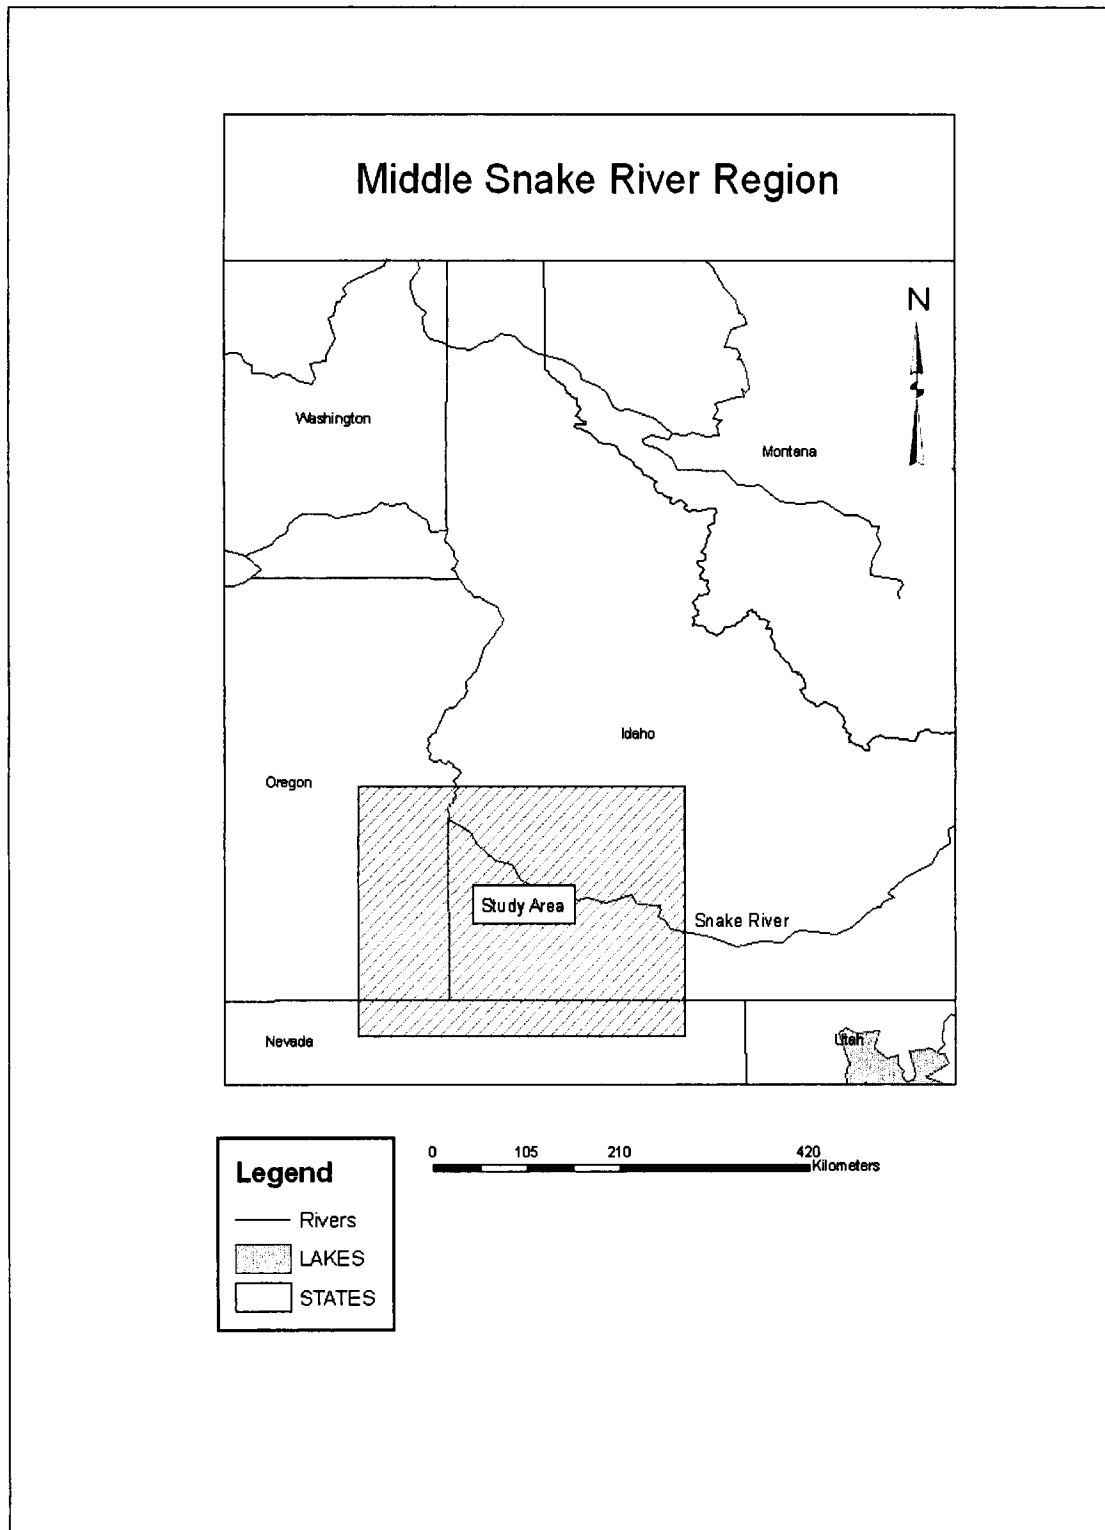 Middle Snake River Region
N
Washington
Montana
Idaho
Oregon
Study Area
Snake River
Nevada
Utah
0 105 210 420
Kilometers
Legend
Rivers
LAKES
STATES